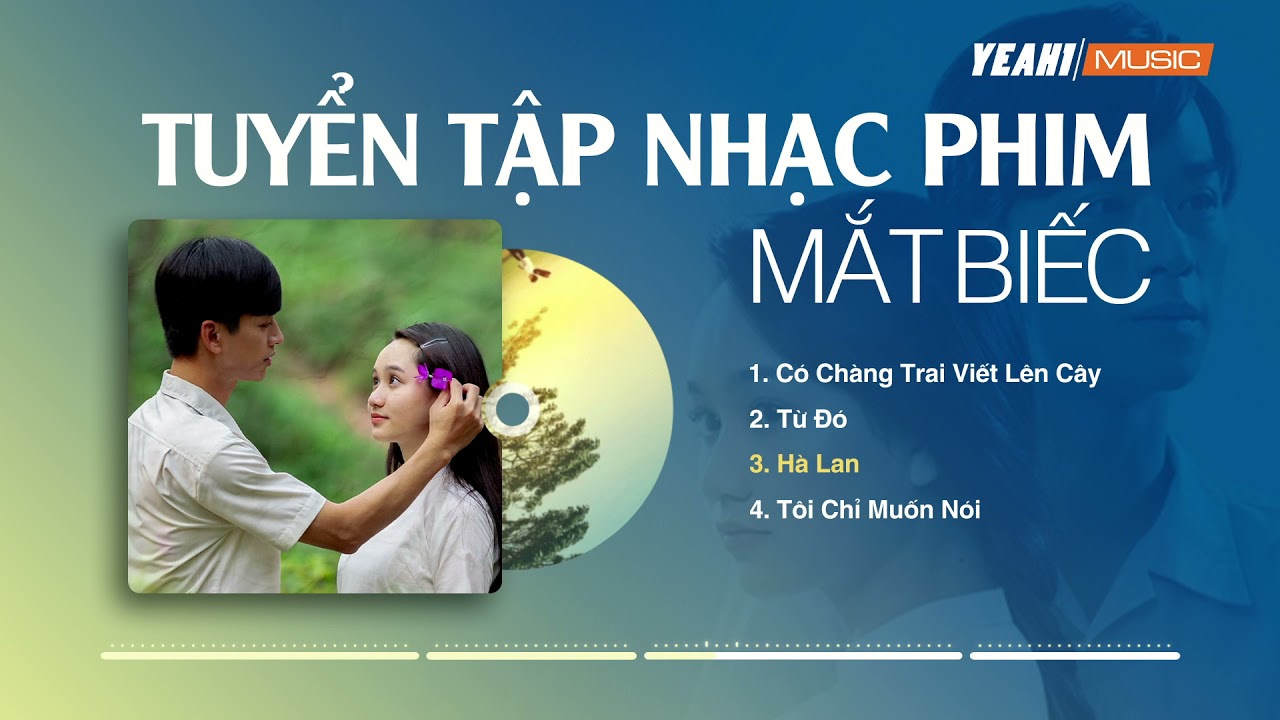 YEAH1 MUSIC
TUYỂN TẬP NHẠC PHIM
MẮT BIẾC
1. Có Chàng Trai Viết Lên Cây
2. Từ Đó
3. Hà Lan
4. Tôi Chỉ Muốn Nói